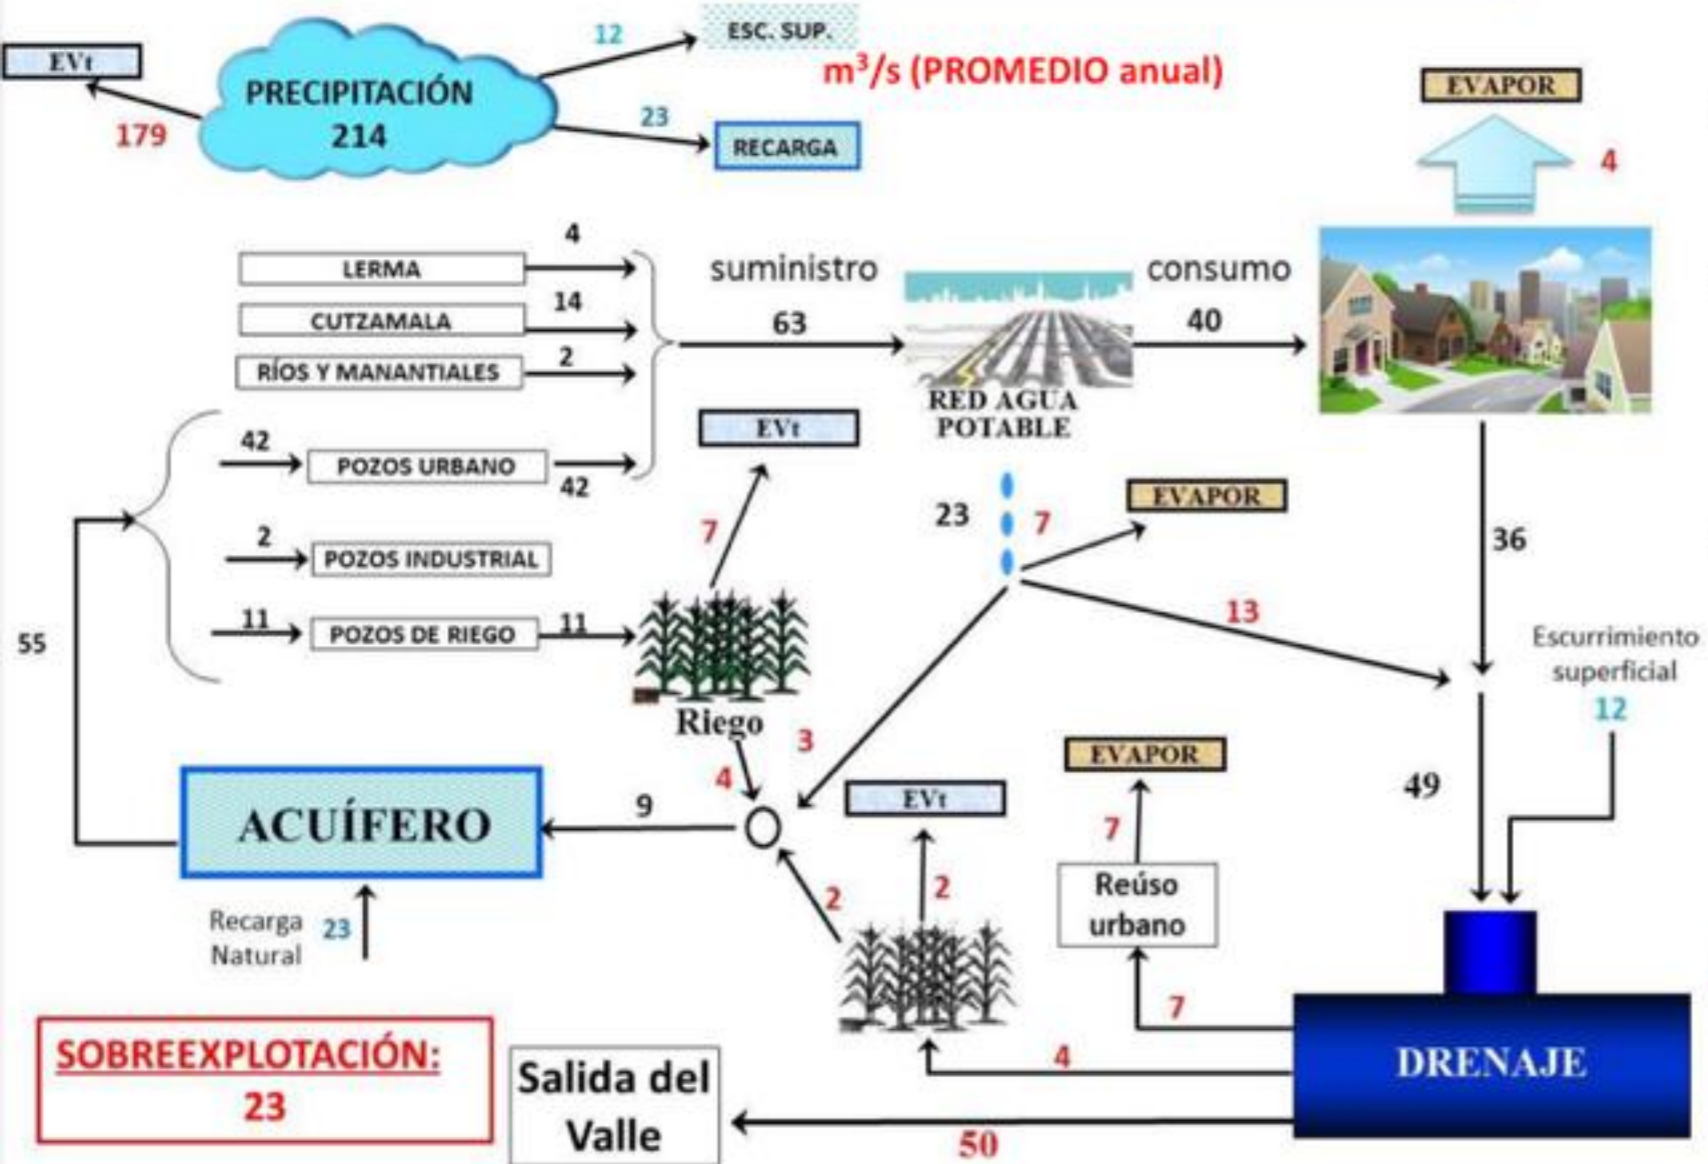 EVt
PRECIPITACIÓN
214
179
12
ESC. SUP.
m³/s (PROMEDIO anual)
23
RECARGA
EVAPOR
4
LERMA
4
CUTZAMALA
14
RÍOS Y MANANTIALES
2
suministro
63
RED AGUA
POTABLE
consumo
40
42
POZOS URBANO
42
2
POZOS INDUSTRIAL
11
POZOS DE RIEGO
11
55
EVt
7
Riego
4
23
7
EVAPOR
13
3
36
Escurrimiento
superficial
12
49
ACUÍFERO
9
Recarga
Natural
23
2
EVt
2
EVAPOR
7
Reúso
urbano
7
4
DRENAJE
50
Salida del
Valle
SOBREEXPLOTACIÓN:
23